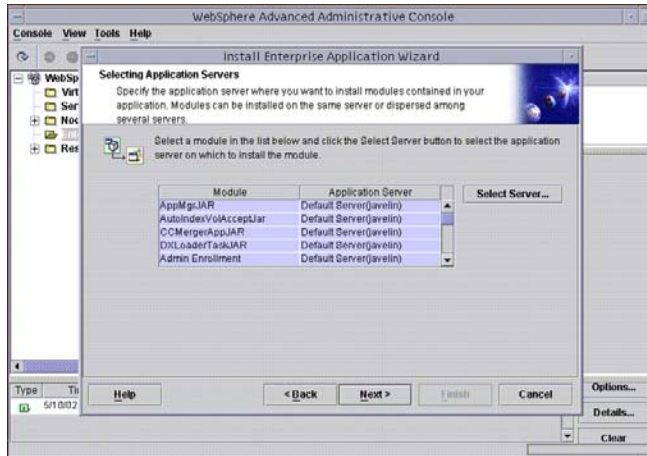 WebSphere Advanced Administrative Console
Console View Tools Help
Install Enterprise Application Wizard
WebSp
Virt
Ser
Noc
Res
Selecting Application Servers
Specify the application server where you want to install modules contained in your
application. Modules can be installed on the same server or dispersed among
several servers.
Select a module in the list below and click the Select Server button to select the application
server on which to install the module.
Module Application Server
AppMgrJAR Default Server(javelin)
AutoIndexVolAcceptJar Default Server(javelin)
CCMergerAppJAR Default Server(javelin)
DXLoaderTaskJAR Default Server(javelin)
Admin Enrollment Default Server(javelin)
Select Server...
Help < Back Next > Finish Cancel
Type Ti
5/10/02
Options...
Details...
Clear